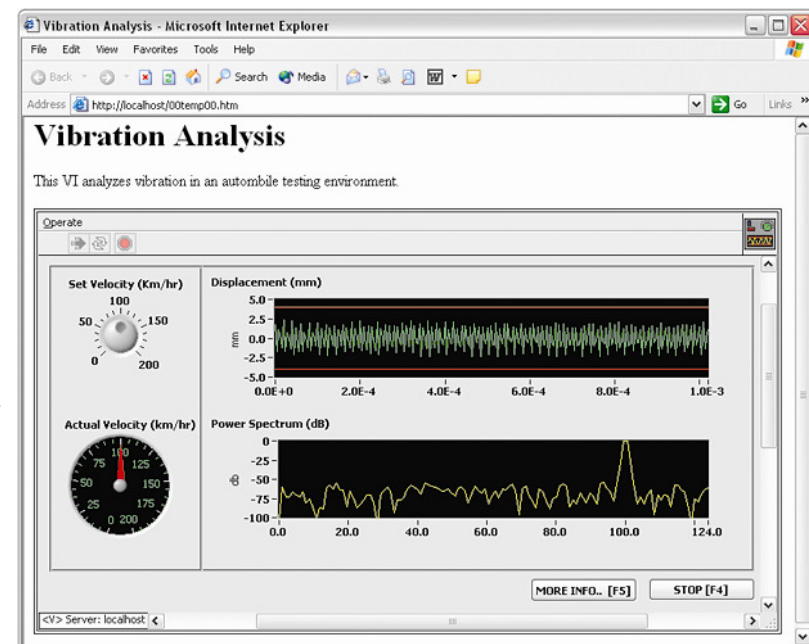 Vibration Analysis - Microsoft Internet Explorer
File Edit View Favorites Tools Help
Back Search Media
Address http://localhost/00temp00.htm Go Links »
Vibration Analysis
This VI analyzes vibration in an autombile testing environment.
Operate
Set Velocity (Km/hr)
100
50 150
0 200
Displacement (mm)
5.0
2.5
0.0
-2.5
-5.0
mm
0.0E+0 2.0E-4 4.0E-4 6.0E-4 8.0E-4 1.0E-3
Actual Velocity (km/hr)
100
75 125
50 150
25 175
0 200
Power Spectrum (dB)
0
-25
-50
-75
-100
db
0.0 20.0 40.0 60.0 80.0 100.0 124.0
MORE INFO.. [F5] STOP [F4]
<V> Server: localhost